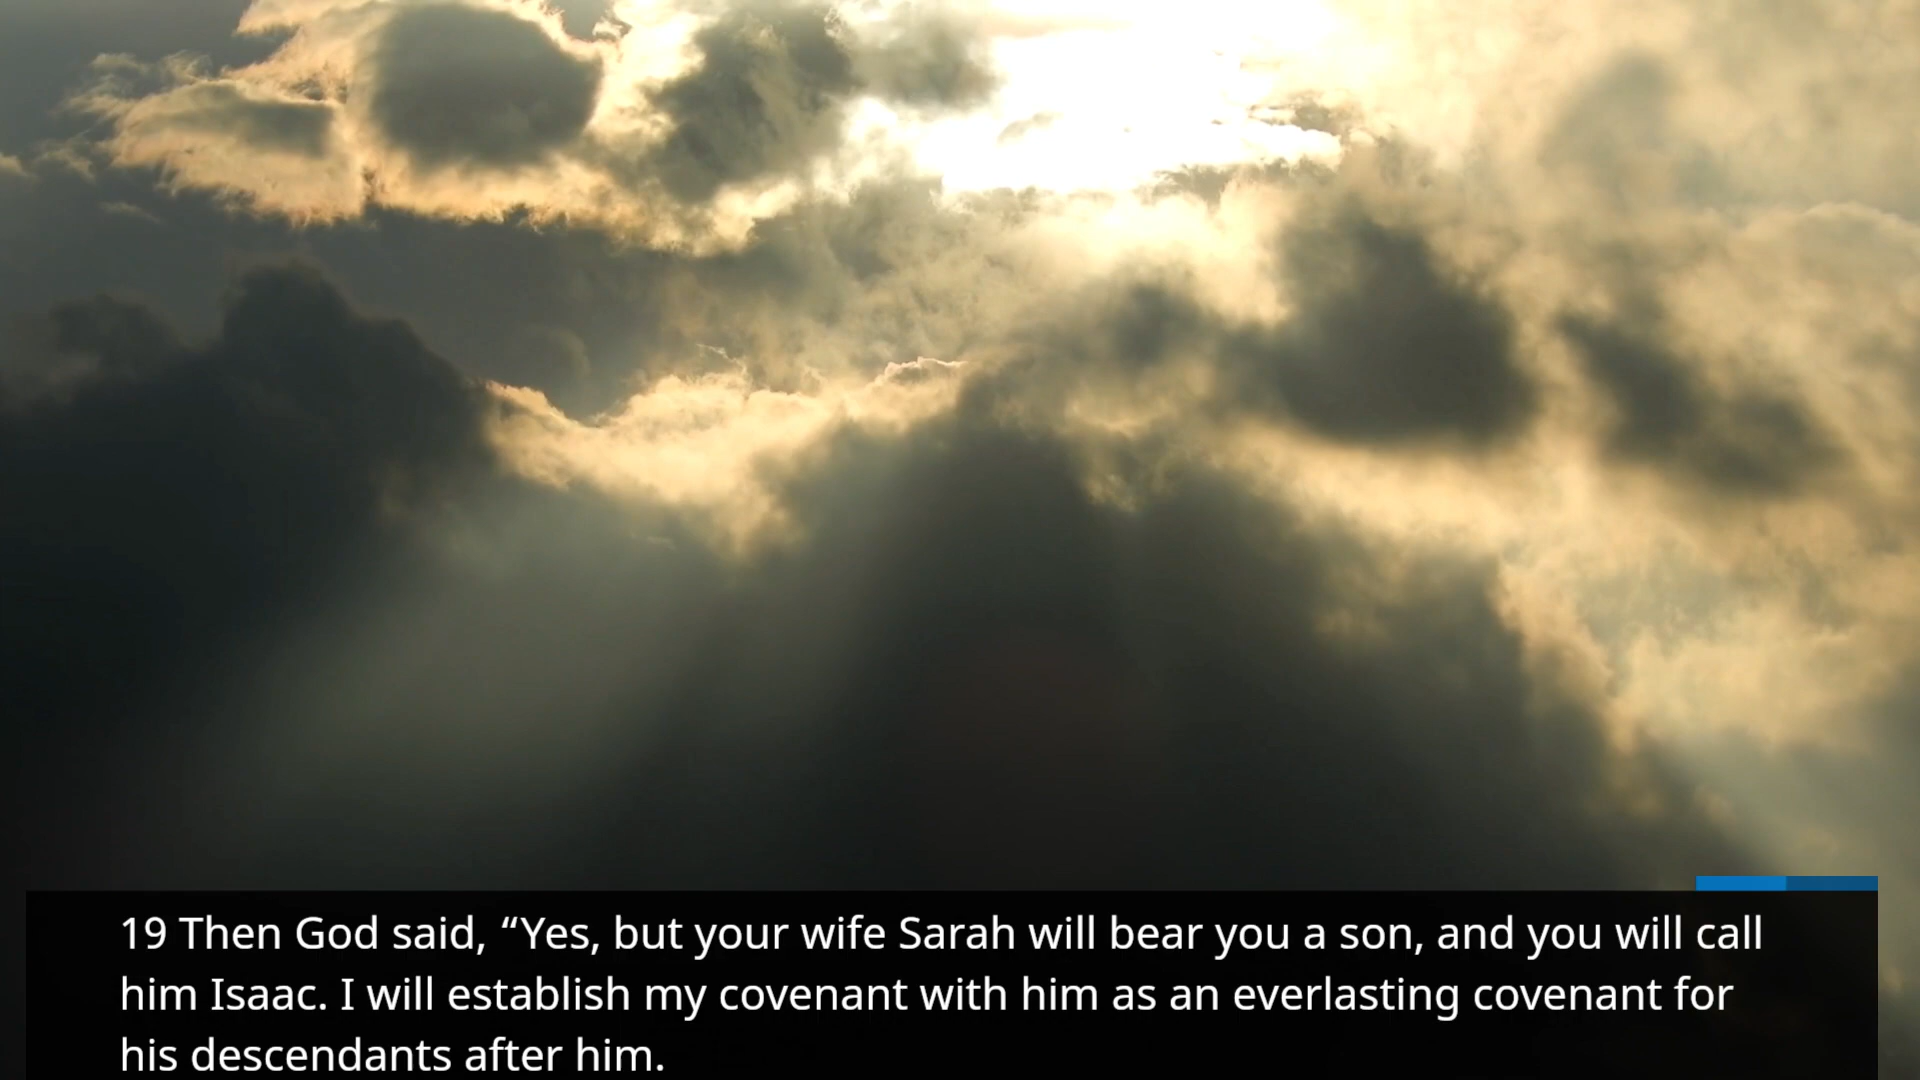 19 Then God said, “Yes, but your wife Sarah will bear you a son, and you will call
him Isaac. I will establish my covenant with him as an everlasting covenant for
his descendants after him.